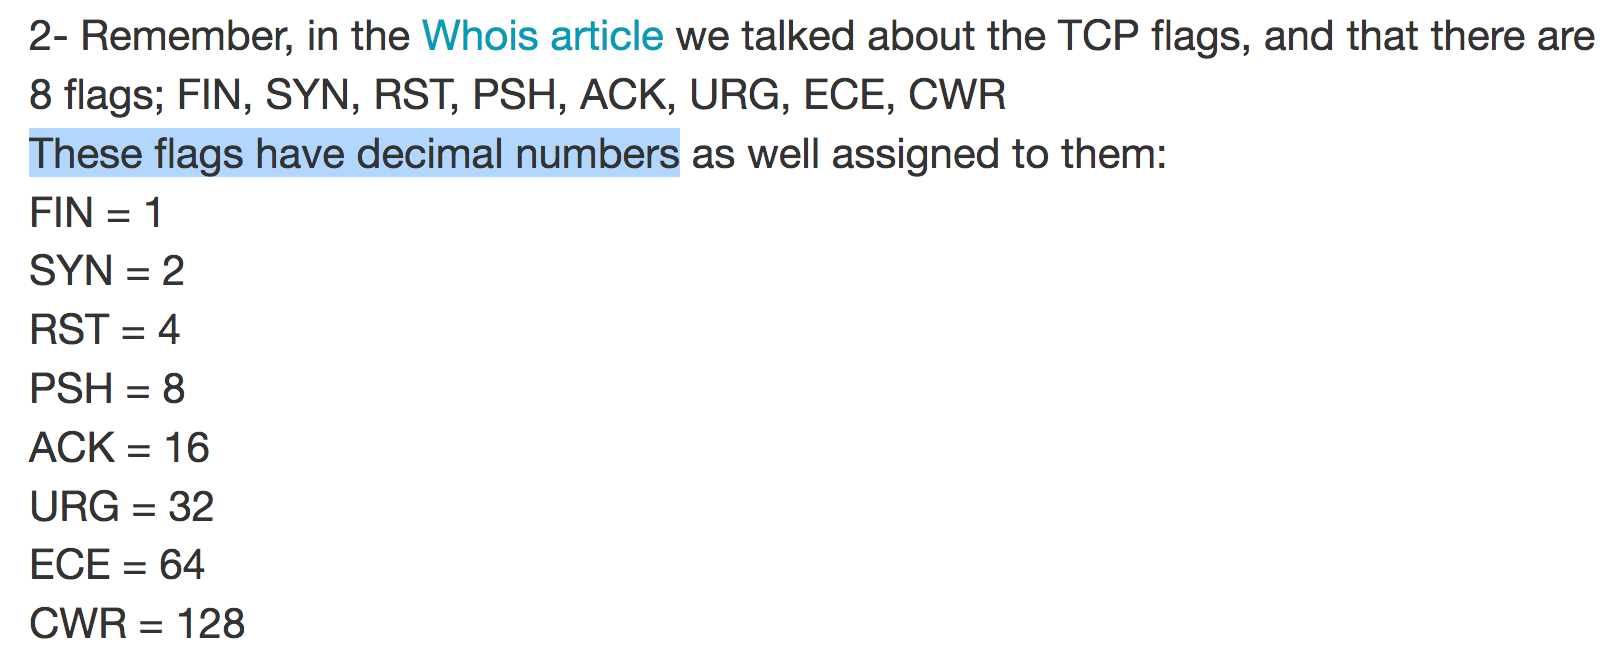 2- Remember, in the Whois article we talked about the TCP flags, and that there are
8 flags; FIN, SYN, RST, PSH, ACK, URG, ECE, CWR
These flags have decimal numbers as well assigned to them:
FIN = 1
SYN = 2
RST = 4
PSH = 8
ACK = 16
URG = 32
ECE = 64
CWR = 128